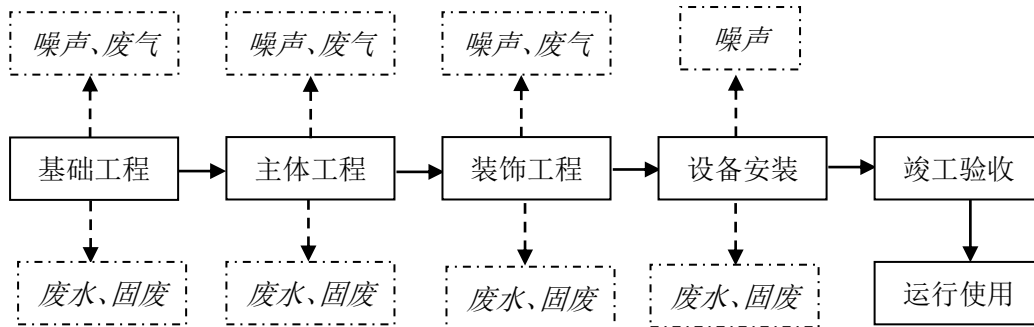 噪声、废气
噪声、废气
噪声、废气
噪声
基础工程
主体工程
装饰工程
设备安装
竣工验收
废水、固废
废水、固废
废水、固废
废水、固废
运行使用